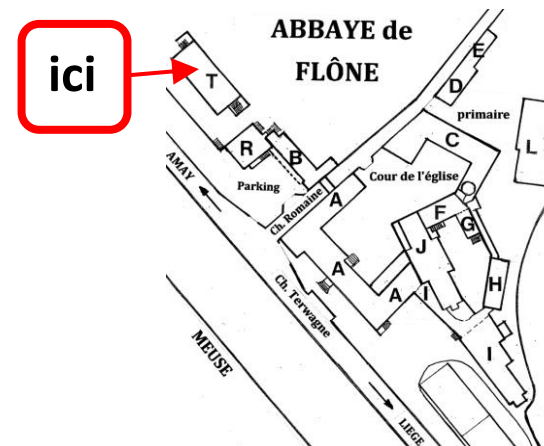 ABBAYE de
FLÔNE
ici
T
E
D
primaire
C
L
R
B
AMAY
Parking
Cour de l'église
A
Ch. Romaine
F
G
J
A
H
A
I
Ch. Terwagne
I
MEUSE
LIEGE